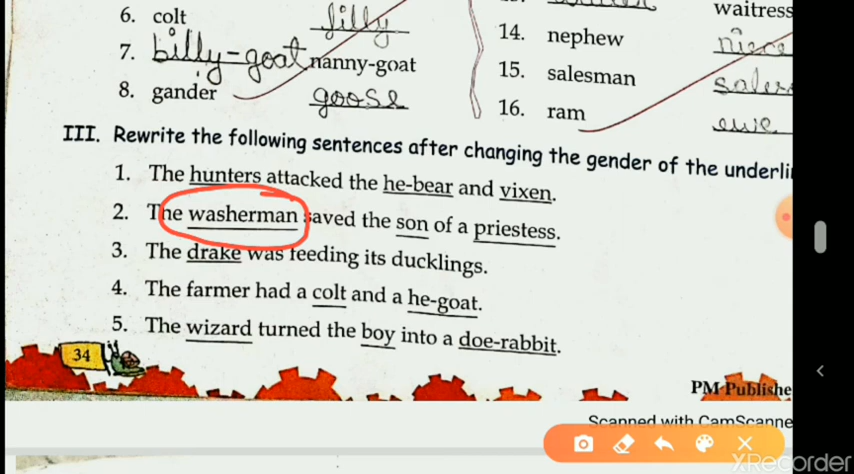 6. colt filly
7. billy-goat nanny-goat
8. gander goose
waitress
14. nephew niece
15. salesman
16. ram ewe
III. Rewrite the following sentences after changing the gender of the
1. The hunters attacked the he-bear and vixen.
2. The washerman saved the son of a priestess.
3. The drake was feeding its ducklings.
4. The farmer had a colt and a he-goat.
5. The wizard turned the boy into a doe-rabbit.
34
PM Publishe
Scanned with CamScanne
XRecorder